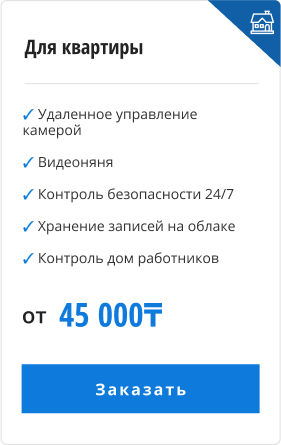 Для квартиры
✓ Удаленное управление
камерой
✓ Видеоняня
✓ Контроль безопасности 24/7
✓ Хранение записей на облаке
✓ Контроль дом работников
от 45 000₸
Заказать